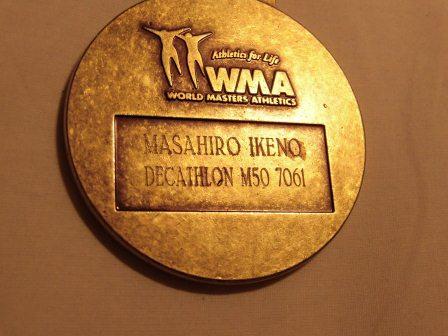 Athletics for Life
WMA
WORLD MASTERS ATHLETICS
MASAHIRO IKENO
DECATHLON M50 7061